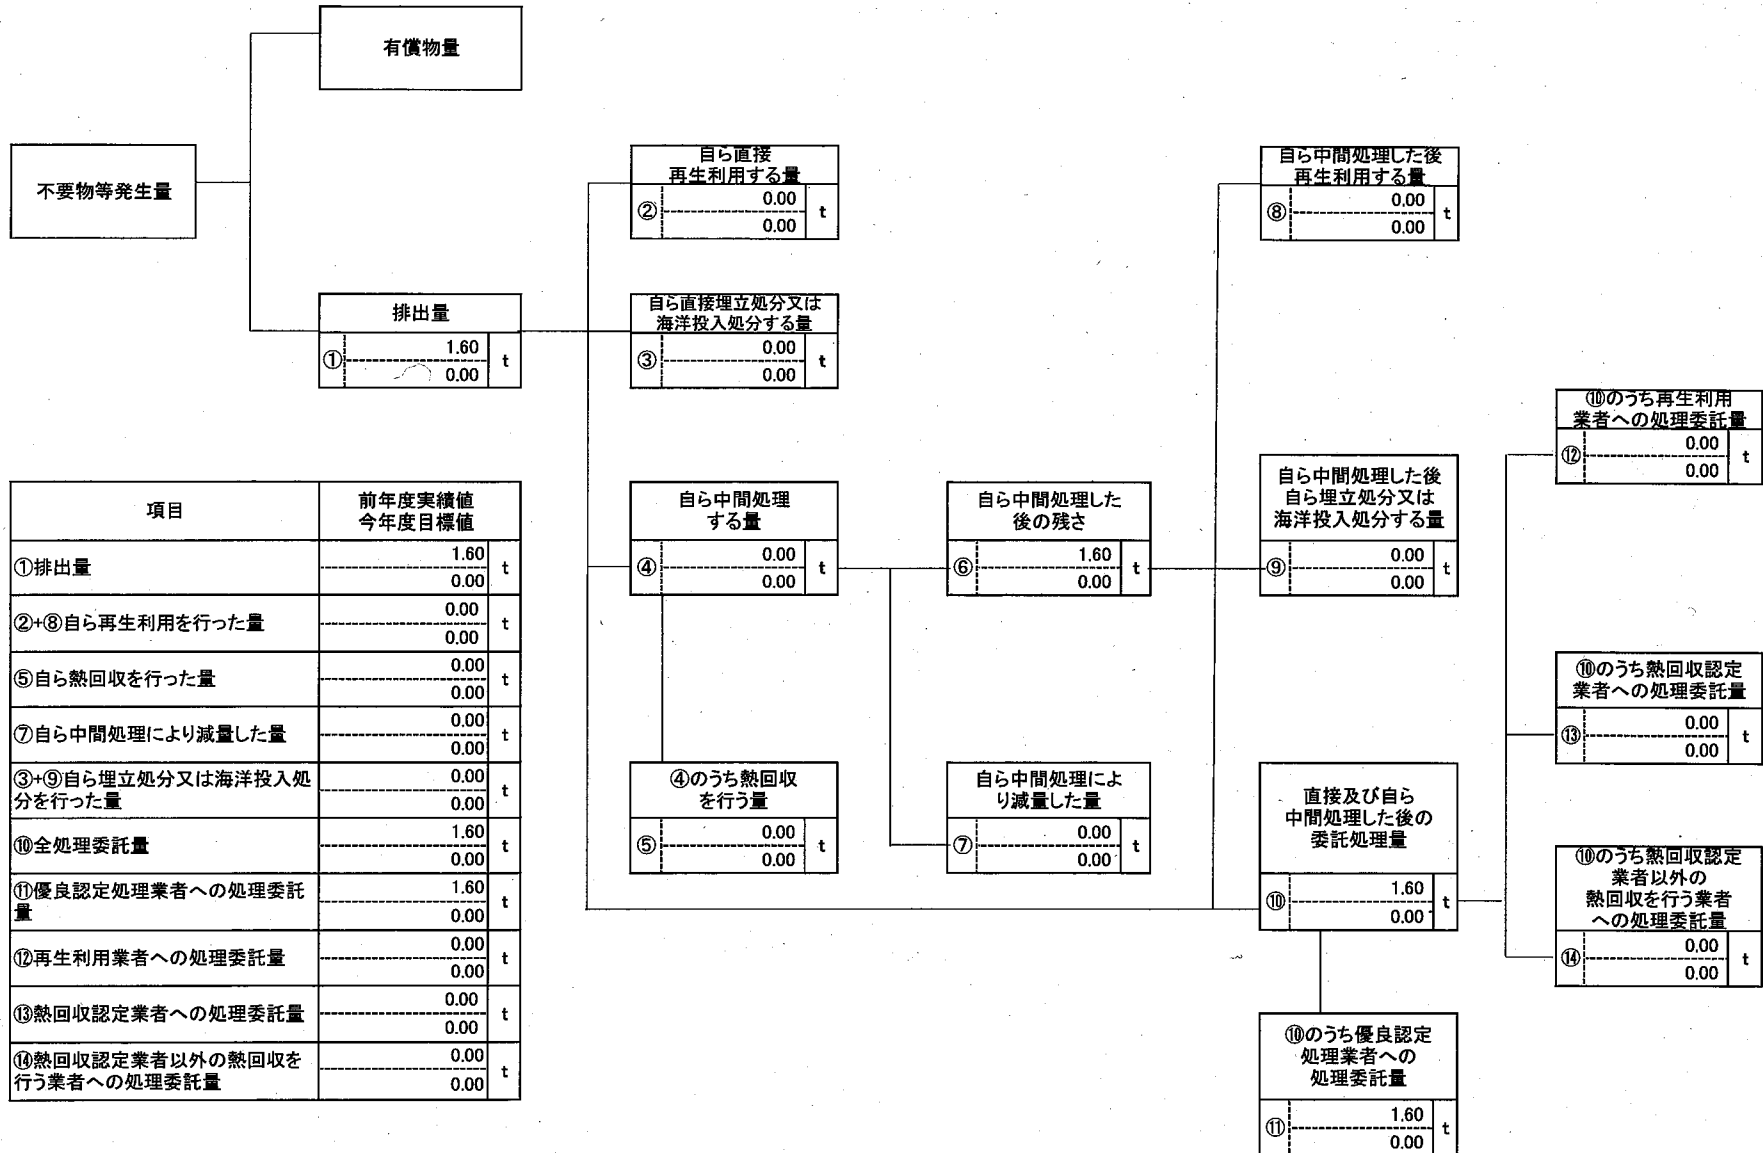 有償物量
不要物等発生量
排出量
①
1.60
0.00
t
自ら直接
再生利用する量
②
0.00
0.00
t
自ら直接埋立処分又は
海洋投入処分する量
③
0.00
0.00
t
自ら中間処理
する量
④
0.00
0.00
t
④のうち熱回収
を行う量
⑤
0.00
0.00
t
自ら中間処理した
後の残さ
⑥
1.60
0.00
t
自ら中間処理によ
り減量した量
⑦
0.00
0.00
t
自ら中間処理した後
再生利用する量
⑧
0.00
0.00
t
自ら中間処理した後
自ら埋立処分又は
海洋投入処分する量
⑨
0.00
0.00
t
直接及び自ら
中間処理した後の
委託処理量
⑩
1.60
0.00
t
⑩のうち優良認定
処理業者への
処理委託量
⑪
1.60
0.00
t
⑩のうち再生利用
業者への処理委託量
⑫
0.00
0.00
t
⑩のうち熱回収認定
業者への処理委託量
⑬
0.00
0.00
t
⑩のうち熱回収認定
業者以外の
熱回収を行う業者
への処理委託量
⑭
0.00
0.00
t
項目
前年度実績値
今年度目標値
①排出量
1.60
0.00
t
②+⑧自ら再生利用を行った量
0.00
0.00
t
⑤自ら熱回収を行った量
0.00
0.00
t
⑦自ら中間処理により減量した量
0.00
0.00
t
③+⑨自ら埋立処分又は海洋投入処
分を行った量
0.00
0.00
t
⑩全処理委託量
1.60
0.00
t
⑪優良認定処理業者への処理委託
量
1.60
0.00
t
⑫再生利用業者への処理委託量
0.00
0.00
t
⑬熱回収認定業者への処理委託量
0.00
0.00
t
⑭熱回収認定業者以外の熱回収を
行う業者への処理委託量
0.00
0.00
t